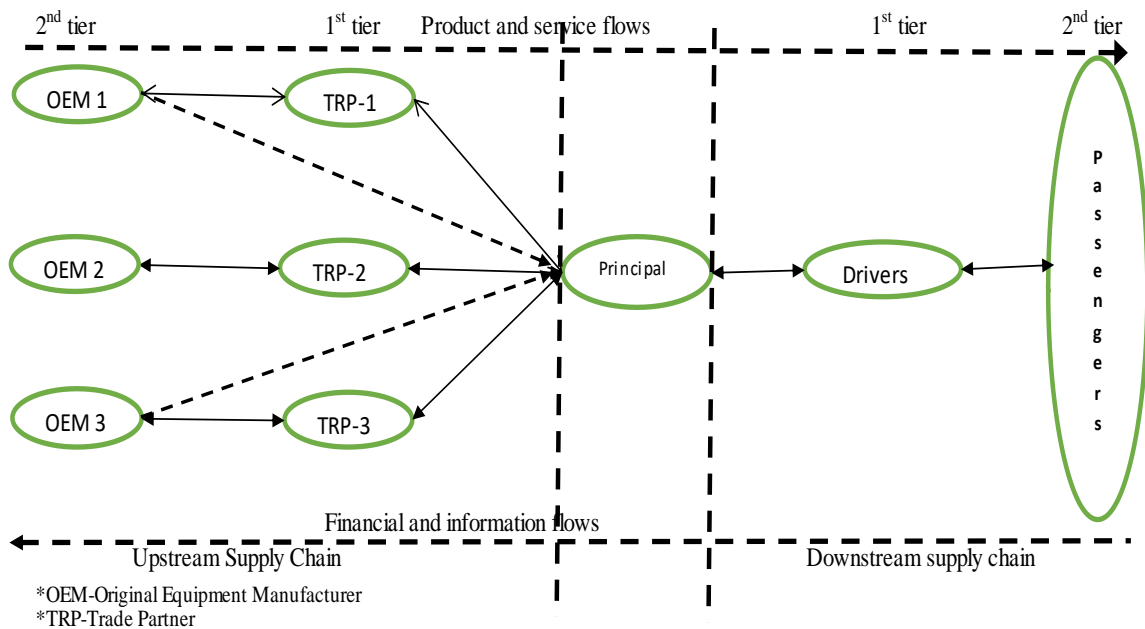 2nd tier 1st tier Product and service flows 1st tier 2nd tier
OEM 1 TRP-1
OEM 2 TRP-2 Principal Drivers
Passengers
OEM 3 TRP-3
Financial and information flows
Upstream Supply Chain Downstream supply chain
*OEM-Original Equipment Manufacturer
*TRP-Trade Partner